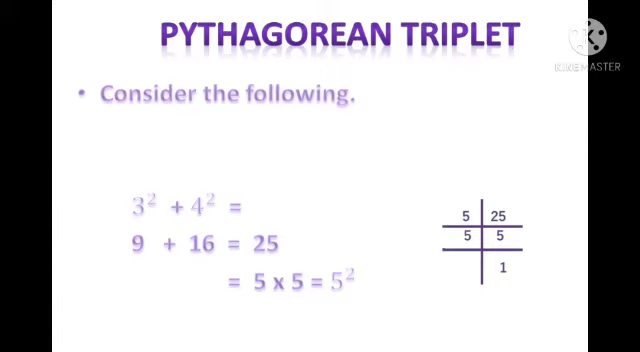 PYTHAGOREAN TRIPLET
KINEMASTER
• Consider the following.
3² + 4² =
9 + 16 = 25
= 5 x 5 = 5²
5 25
5 5
1